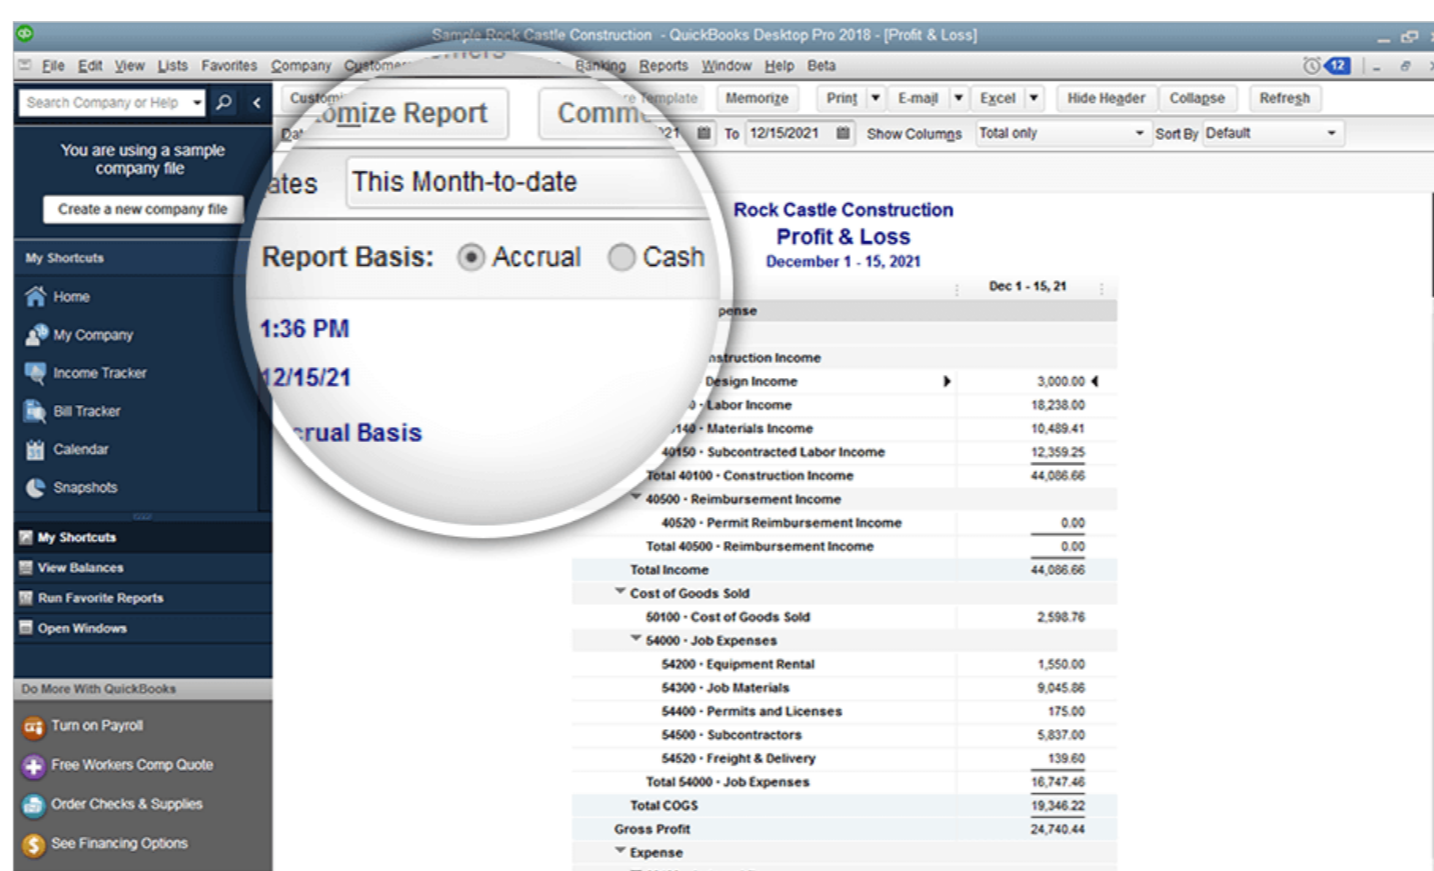 Sample Rock Castle Construction - QuickBooks Desktop Pro 2018 - [Profit & Loss]
File Edit View Lists Favorites Company Banking Reports Window Help Beta
12
Search Company or Help
Template Memorize Print E-mail Excel Hide Header Collapse Refresh
To 12/15/2021 Show Columns Total only Sort By Default
You are using a sample
company file
Create a new company file
My Shortcuts
Home
My Company
Income Tracker
Bill Tracker
Calendar
Snapshots
My Shortcuts
View Balances
Run Favorite Reports
Open Windows
Do More With QuickBooks
Turn on Payroll
Free Workers Comp Quote
Order Checks & Supplies
See Financing Options
Report
This Month-to-date
Report Basis: Accrual Cash
1:36 PM
12/15/21
Basis
Rock Castle Construction
Profit & Loss
December 1 - 15, 2021
Dec 1 - 15, 21
Income
Design Income 3,000.00
Labor Income 18,238.00
Materials Income 10,489.41
40150 · Subcontracted Labor Income 12,359.25
Total 40100 · Construction Income 44,086.66
40500 · Reimbursement Income
40520 · Permit Reimbursement Income 0.00
Total 40500 · Reimbursement Income 0.00
Total Income 44,086.66
Cost of Goods Sold
50100 · Cost of Goods Sold 2,598.76
54000 · Job Expenses
54200 · Equipment Rental 1,550.00
54300 · Job Materials 9,045.86
54400 · Permits and Licenses 175.00
54500 · Subcontractors 5,837.00
54520 · Freight & Delivery 139.60
Total 54000 · Job Expenses 16,747.46
Total COGS 19,346.22
Gross Profit 24,740.44
Expense